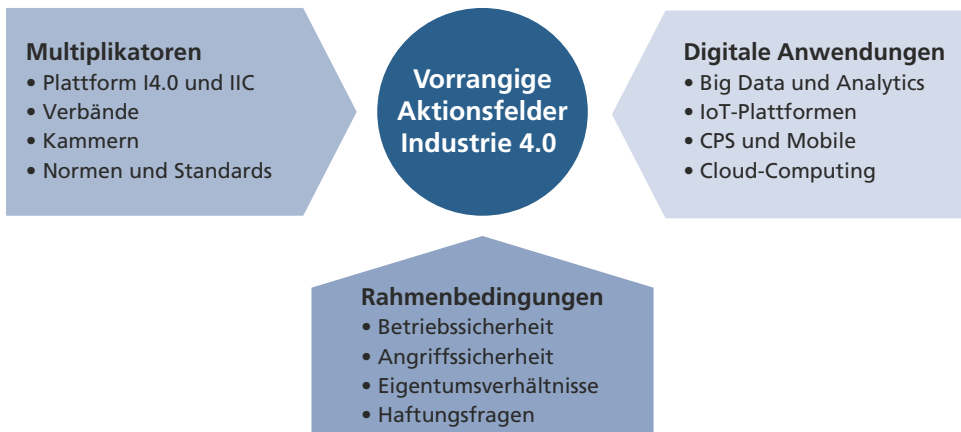 Multiplikatoren
• Plattform I4.0 und IIC
• Verbände
• Kammern
• Normen und Standards
Vorrangige
Aktionsfelder
Industrie 4.0
Digitale Anwendungen
• Big Data und Analytics
• IoT-Plattformen
• CPS und Mobile
• Cloud-Computing
Rahmenbedingungen
• Betriebssicherheit
• Angriffssicherheit
• Eigentumsverhältnisse
• Haftungsfragen